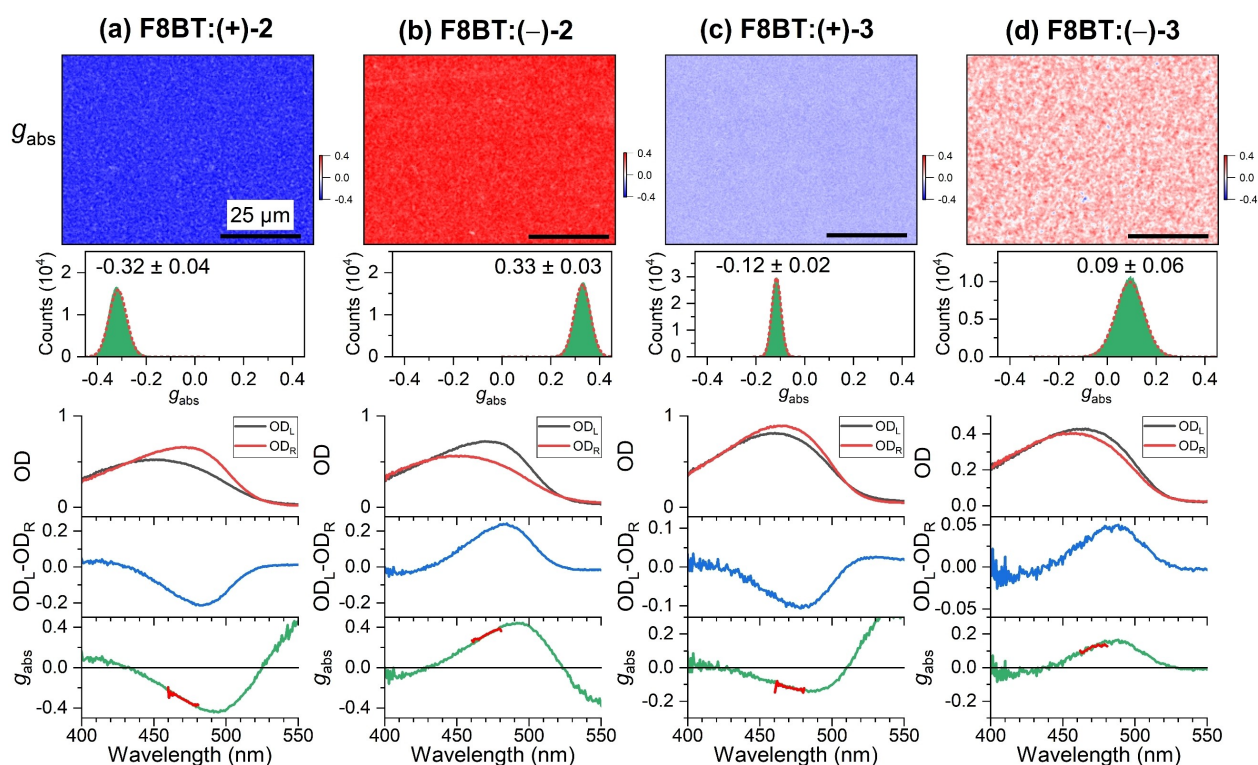 (a) F8BT:(+)-2 (b) F8BT:(−)-2 (c) F8BT:(+)-3 (d) F8BT:(−)-3
gabs
0.4 0.4 0.4 0.4
0.0 0.0 0.0 0.0
-0.4 -0.4 -0.4 -0.4
25 µm
-0.32 ± 0.04 0.33 ± 0.03 -0.12 ± 0.02 0.09 ± 0.06
Counts (10⁴) Counts (10⁴) Counts (10⁴) Counts (10⁴)
2 2 3 1.0
1 1 2 0.5
0 0 1 0.0
0
-0.4 -0.2 0.0 0.2 0.4 -0.4 -0.2 0.0 0.2 0.4 -0.4 -0.2 0.0 0.2 0.4 -0.4 -0.2 0.0 0.2 0.4
gabs gabs gabs gabs
OD OD OD OD
1 1 1 0.4
0 0 0 0.2
0.0
ODL ODL ODL ODL
ODR ODR ODR ODR
ODL-ODR ODL-ODR ODL-ODR ODL-ODR
0.2 0.2 0.1 0.05
0.0 0.0 0.0 0.00
-0.2 -0.2 -0.1 -0.05
gabs gabs gabs gabs
0.4 0.4 0.2 0.2
0.0 0.0 0.0 0.0
-0.4 -0.4 -0.2 -0.2
400 450 500 550 400 450 500 550 400 450 500 550 400 450 500 550
Wavelength (nm) Wavelength (nm) Wavelength (nm) Wavelength (nm)